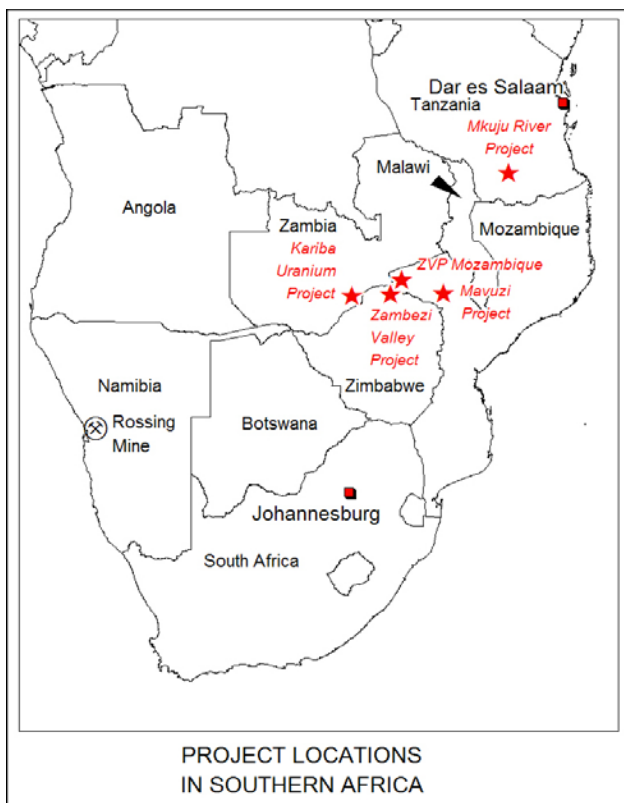 Dar es Salaam
Tanzania
Mkuju River
Project
Malawi
Angola
Zambia
Mozambique
Kariba
Uranium
Project
ZVP Mozambique
Mavuzi
Project
Zambezi
Valley
Project
Zimbabwe
Namibia
Rossing
Mine
Botswana
Johannesburg
South Africa
PROJECT LOCATIONS
IN SOUTHERN AFRICA